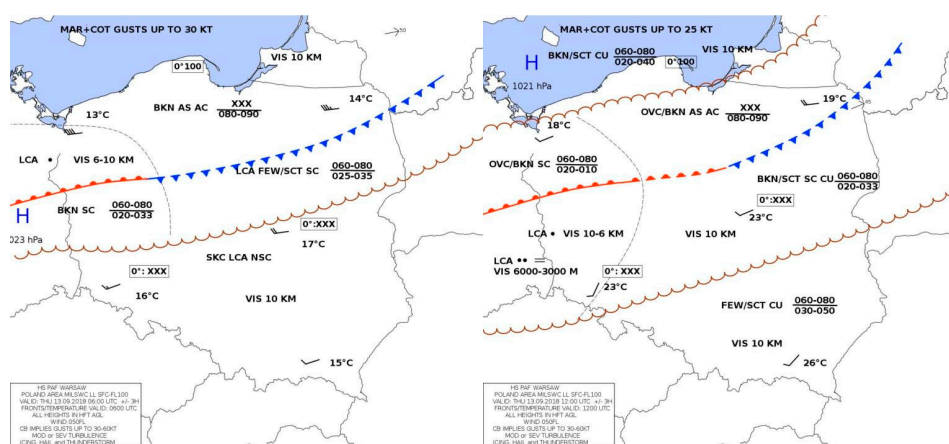 MAR+COT GUSTS UP TO 30 KT
50
VIS 10 KM
0°100
BKN AS AC XXX
080-090
14°C
13°C
LCA •
VIS 6-10 KM
LCA FEW/SCT SC 060-080
025-035
BKN SC 060-080
020-033
H
023 hPa
0°:XXX
17°C
SKC LCA NSC
0°: XXX
16°C
VIS 10 KM
15°C
HS PAF WARSAW
POLAND AREA MILSWC LL SFC-FL100
VALID: THU 13.09.2018 06:00 UTC +/- 3H
FRONTS/TEMPERATURE VALID: 0600 UTC
ALL HEIGHTS IN HFT AGL
WIND 050FL
CB IMPLIES GUSTS UP TO 30-60KT
MOD or SEV TURBULENCE
ICING, HAIL and THUNDERSTORM
MAR+COT GUSTS UP TO 25 KT
VIS 10 KM
BKN/SCT CU 060-080
020-040
0°100
H
1021 hPa
19°C
45
OVC/BKN AS AC XXX
080-090
18°C
OVC/BKN SC 060-080
020-010
BKN/SCT SC CU 060-080
020-033
0°:XXX
23°C
LCA • VIS 10-6 KM
VIS 10 KM
LCA •• =
VIS 6000-3000 M
0°: XXX
23°C
FEW/SCT CU 060-080
030-050
VIS 10 KM
26°C
HS PAF WARSAW
POLAND AREA MILSWC LL SFC-FL100
VALID: THU 13.09.2018 12:00 UTC +/- 3H
FRONTS/TEMPERATURE VALID: 1200 UTC
ALL HEIGHTS IN HFT AGL
WIND 050FL
CB IMPLIES GUSTS UP TO 30-60KT
MOD or SEV TURBULENCE
ICING, HAIL and THUNDERSTORM